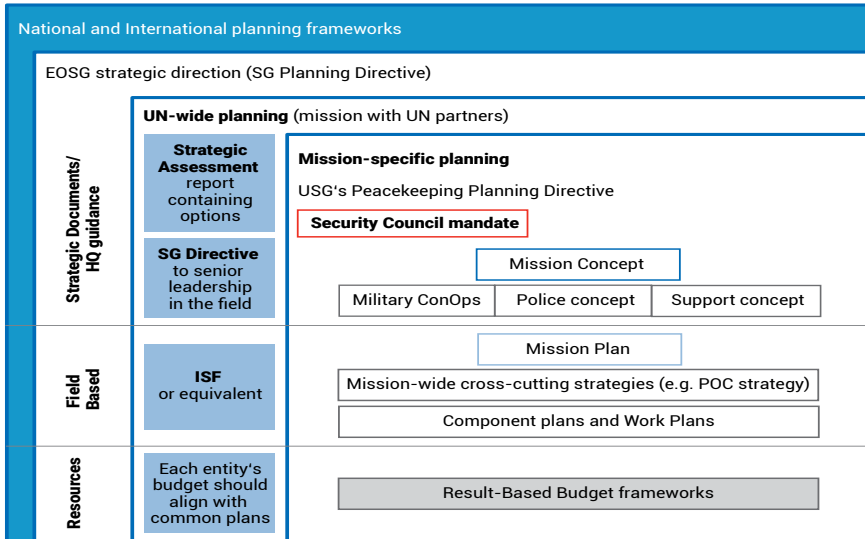 National and International planning frameworks
EOSG strategic direction (SG Planning Directive)
UN-wide planning (mission with UN partners)
Strategic Documents/
HQ guidance
Strategic
Assessment
report
containing
options
Mission-specific planning
USG's Peacekeeping Planning Directive
Security Council mandate
SG Directive
to senior
leadership
in the field
Mission Concept
Military ConOps
Police concept
Support concept
Field
Based
ISF
or equivalent
Mission Plan
Mission-wide cross-cutting strategies (e.g. POC strategy)
Component plans and Work Plans
Resources
Each entity‘s
budget should
align with
common plans
Result-Based Budget frameworks